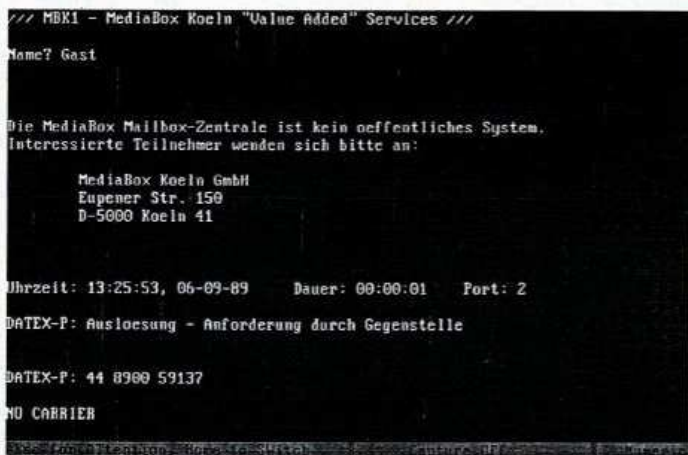 /// MBK1 - MediaBox Koeln "Value Added" Services ///
Name? Gast
Die MediaBox Mailbox-Zentrale ist kein oeffentliches System.
Interessierte Teilnehmer wenden sich bitte an:
MediaBox Koeln GmbH
Eupener Str. 150
D-5000 Koeln 41
Uhrzeit: 13:25:53, 06-09-89 Dauer: 00:00:01 Port: 2
DATEX-P: Ausloesung - Anforderung durch Gegenstelle
DATEX-P: 44 8900 59137
NO CARRIER